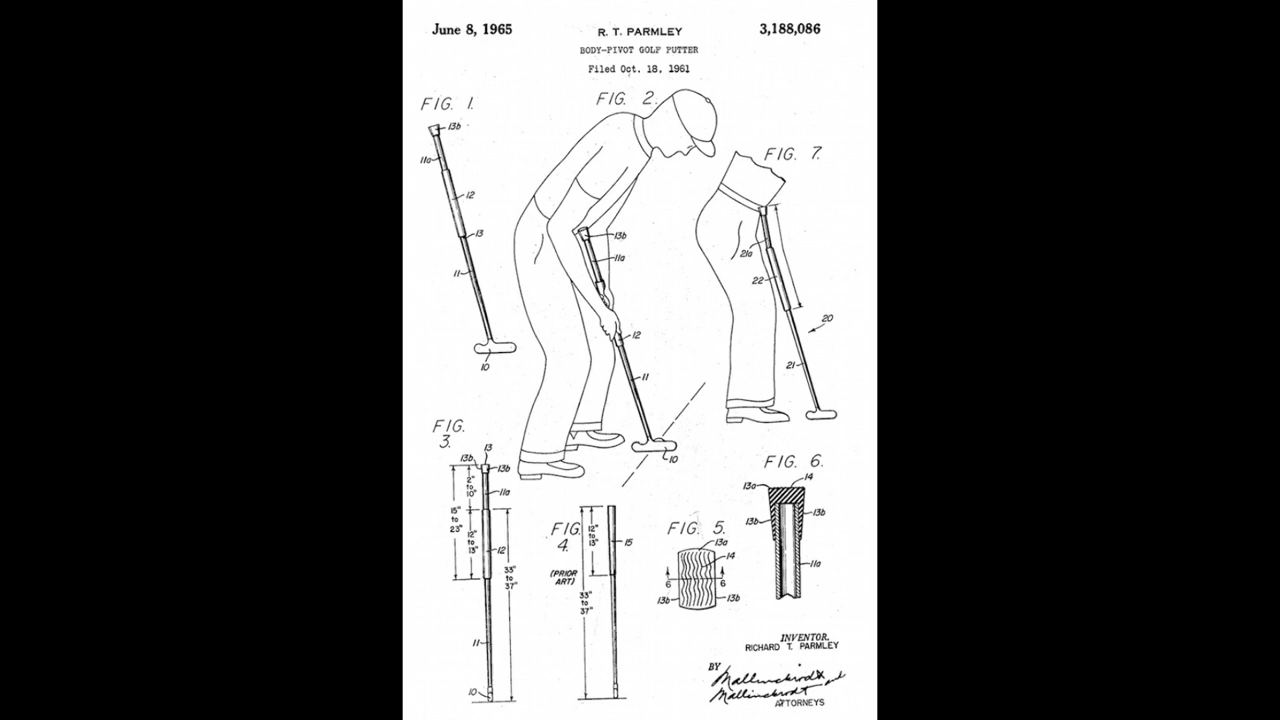 June 8, 1965
R. T. PARMLEY
3,188,086
BODY-PIVOT GOLF PUTTER
Filed Oct. 18, 1961
FIG. 1.
13b
11a
12
13
11
10
FIG. 2.
13b
11a
12
11
10
FIG. 7.
21a
22
20
21
FIG.
3.
13
13b
13b
2"
to
10"
11a
15"
to
23"
12"
to
13"
12
33"
to
37"
11
10
FIG.
4.
(PRIOR
ART)
12"
to
13"
15
33"
to
37"
FIG. 5.
13a
14
6
6
13b
13b
FIG. 6.
14
13a
13b
13b
11a
INVENTOR.
RICHARD T. PARMLEY
BY
Mallinckrodt and
Mallinckrodt
ATTORNEYS